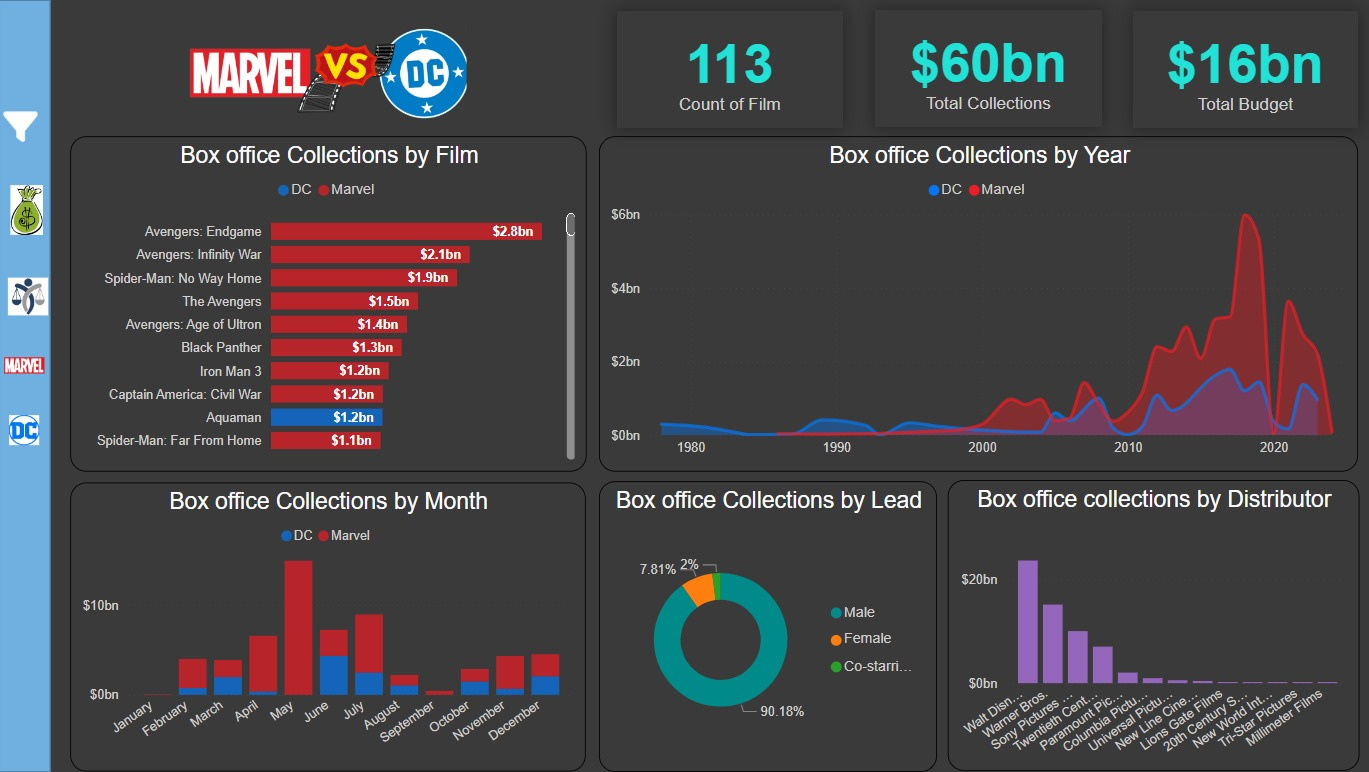 MARVEL VS DC
113
Count of Film
$60bn
Total Collections
$16bn
Total Budget
$
MARVEL
DC
Box office Collections by Film
DC Marvel
Avengers: Endgame $2.8bn
Avengers: Infinity War $2.1bn
Spider-Man: No Way Home $1.9bn
The Avengers $1.5bn
Avengers: Age of Ultron $1.4bn
Black Panther $1.3bn
Iron Man 3 $1.2bn
Captain America: Civil War $1.2bn
Aquaman $1.2bn
Spider-Man: Far From Home $1.1bn
Box office Collections by Year
DC Marvel
$6bn
$4bn
$2bn
$0bn
1980 1990 2000 2010 2020
Box office Collections by Month
DC Marvel
$10bn
$0bn
January
February
March
April
May
June
July
August
September
October
November
December
Box office Collections by Lead
7.81% 2%
90.18%
Male
Female
Co-starri...
Box office collections by Distributor
$20bn
$0bn
Walt Disn...
Warner Bros.
Sony Pictures ...
Twentieth Cent...
Paramount Pic...
Columbia Pictu...
Universal Pictu...
New Line Cine...
Lions Gate Films
20th Century S...
New World Int...
Tri-Star Pictures
Millimeter Films